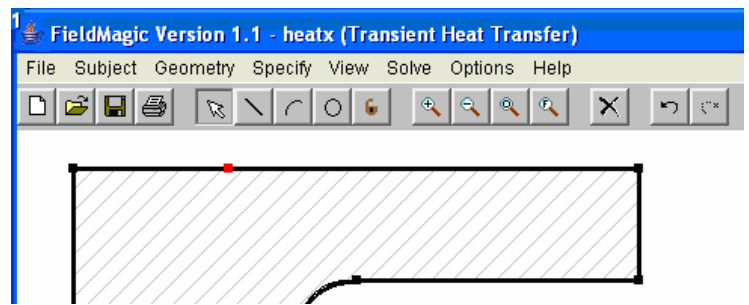 1
FieldMagic Version 1.1 - heatx (Transient Heat Transfer)
File Subject Geometry Specify View Solve Options Help
F